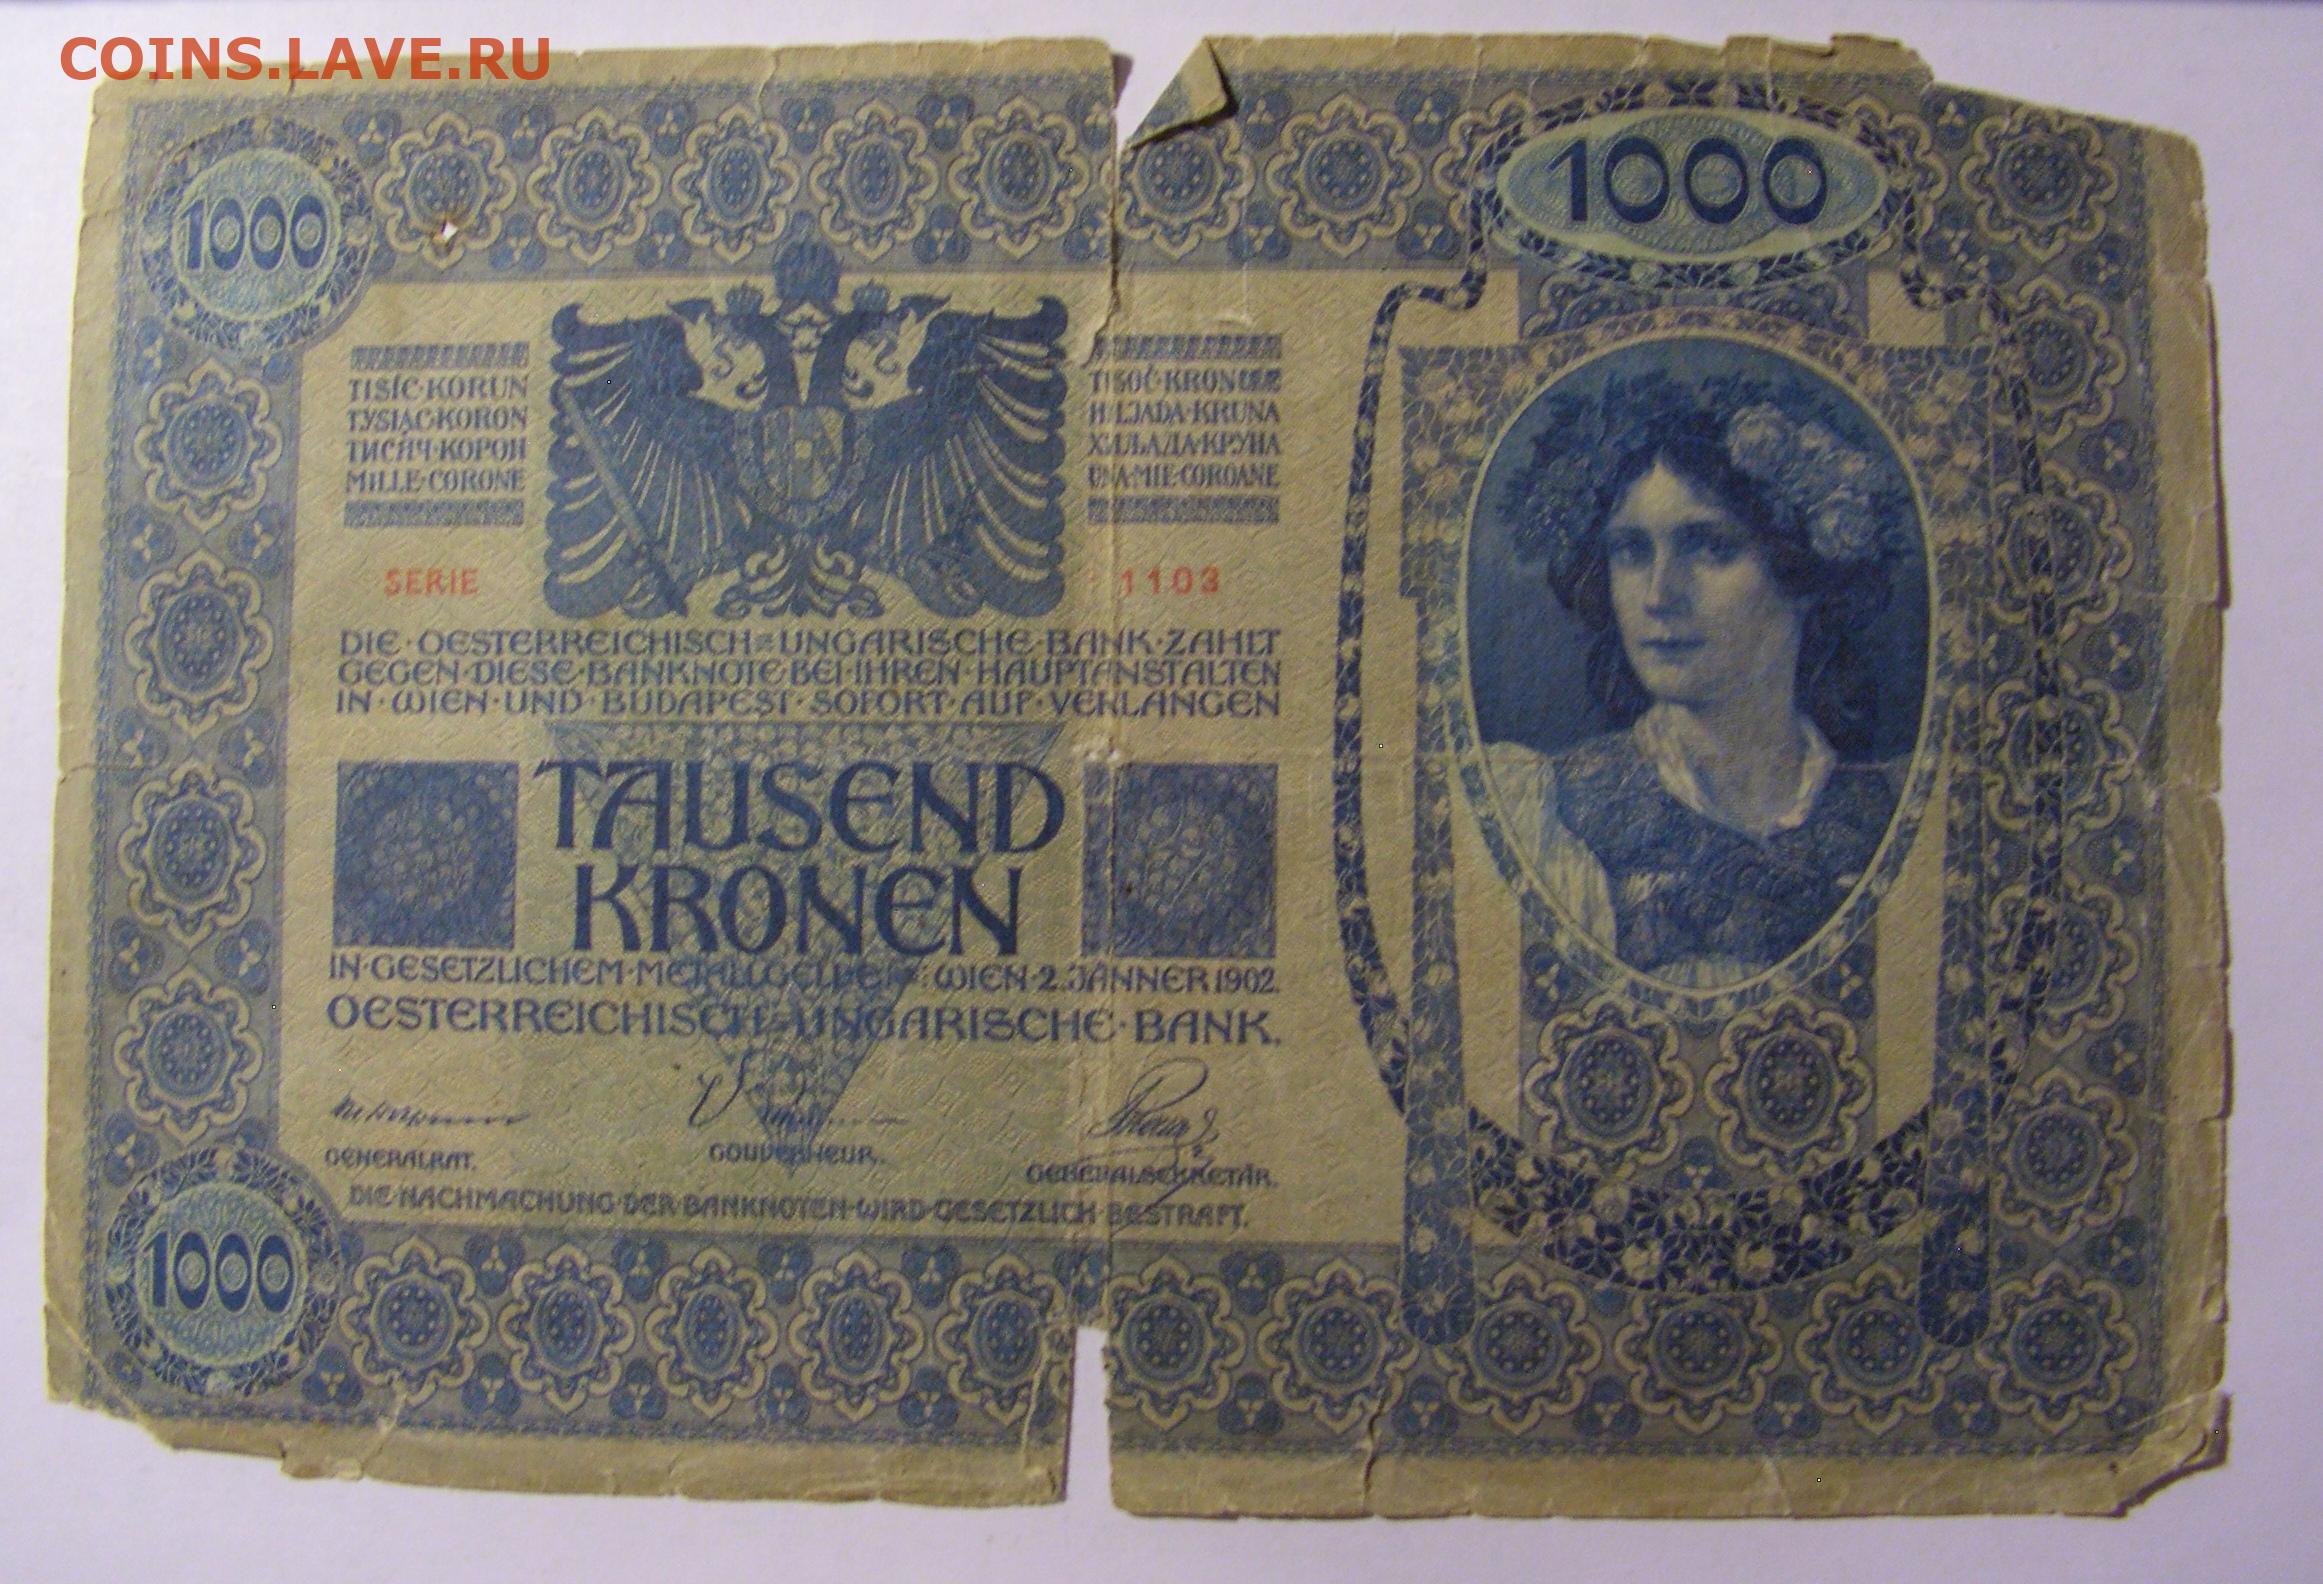 COINS.LAVE.RU
1000
1000
TISÍC·KORUN
TYSIĄC·KORON
ТИСЯЧ·КОРОН
MILLE·CORONE
TISOČ·KRON
HILJADA·KRUNA
ХИЉАДА·КРУНА
UNA·MIE·COROANE
SERIE 1103
DIE·OESTERREICHISCH=UNGARISCHE·BANK·ZAHLT
GEGEN·DIESE·BANKNOTE·BEI·IHREN·HAUPTANSTALTEN
IN·WIEN·UND·BUDAPEST·SOFORT·AUF·VERLANGEN
TAUSEND
KRONEN
IN·GESETZLICHEM·METALLGELDE WIEN·2.JÄNNER 1902.
OESTERREICHISCH=UNGARISCHE·BANK.
GENERALRAT. GOUVERNEUR. GENERALSEKRETÄR.
DIE·NACHMACHUNG·DER·BANKNOTEN·WIRD·GESETZLICH·BESTRAFT.
1000